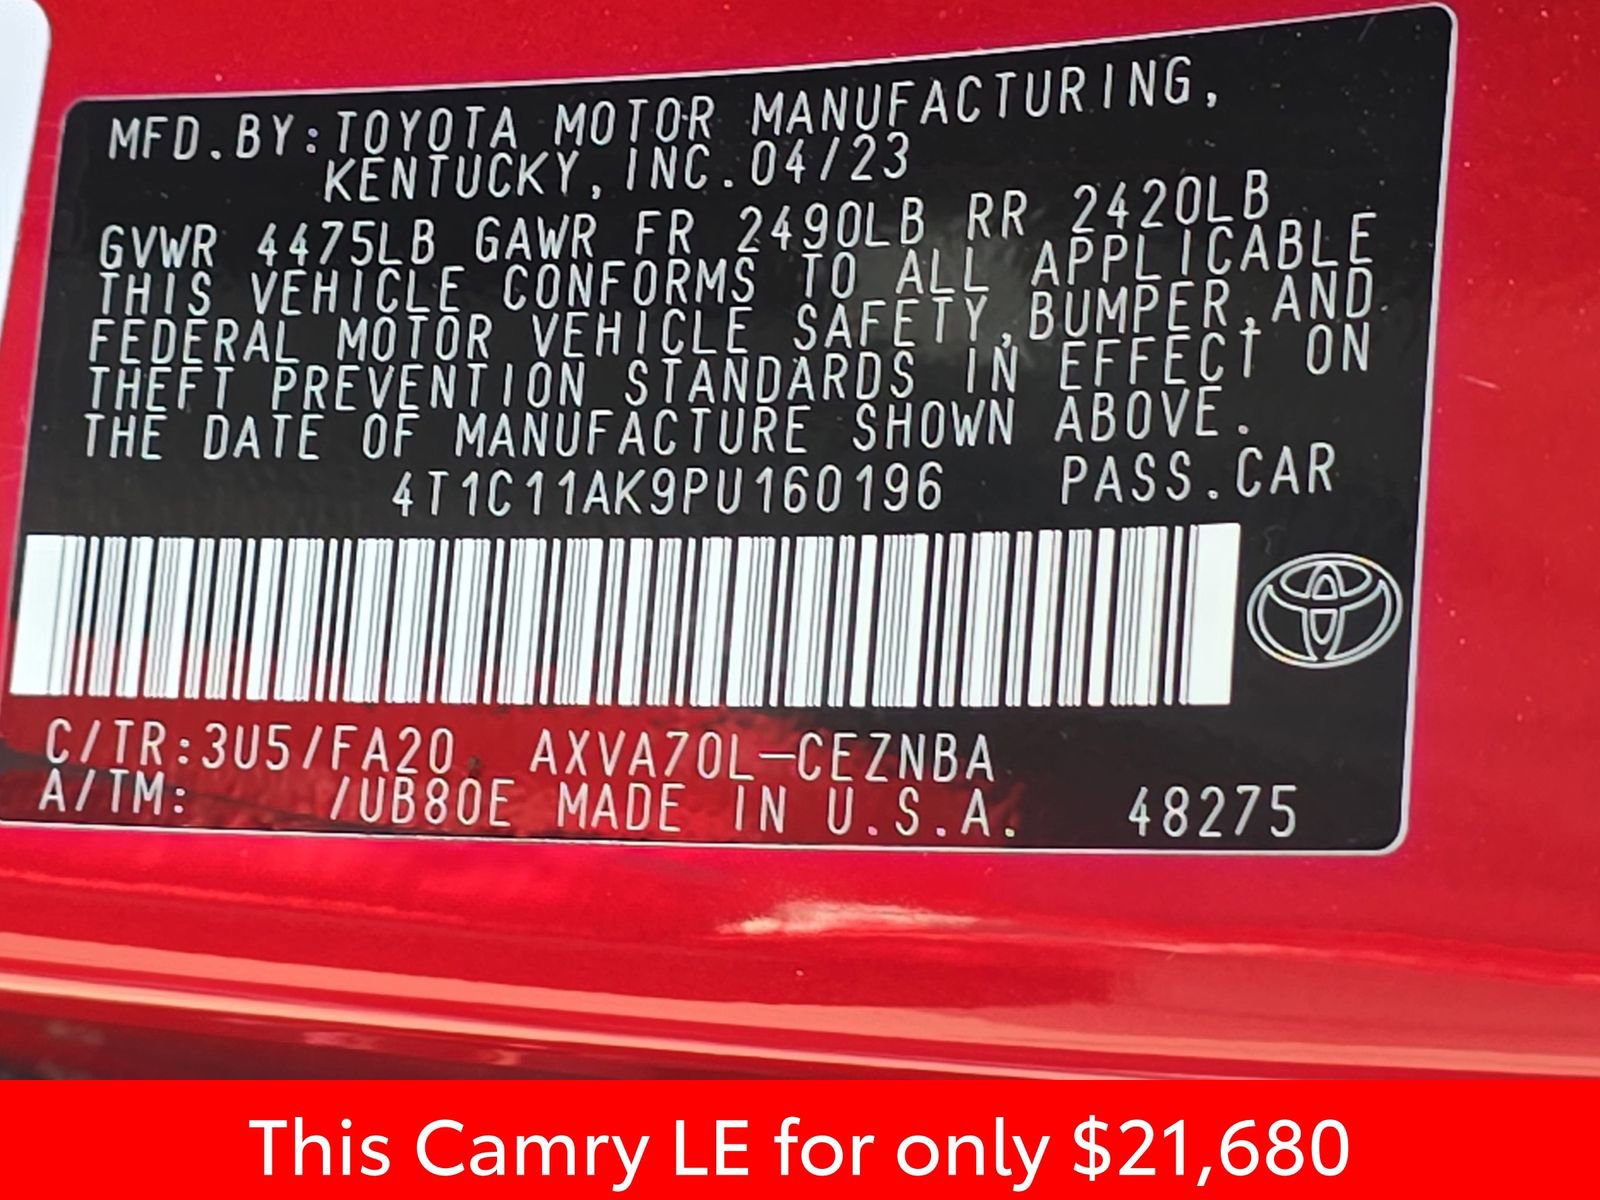 MFD.BY:TOYOTA MOTOR MANUFACTURING,
KENTUCKY, INC. 04/23
GVWR 4475LB GAWR FR 2490LB RR 2420LB
THIS VEHICLE CONFORMS TO ALL APPLICABLE
FEDERAL MOTOR VEHICLE SAFETY,BUMPER,AND
THEFT PREVENTION STANDARDS IN EFFECT ON
THE DATE OF MANUFACTURE SHOWN ABOVE.
4T1C11AK9PU160196 PASS.CAR
C/TR:3U5/FA20 AXVA70L-CEZNBA
A/TM: /UB80E MADE IN U.S.A. 48275
This Camry LE for only $21,680